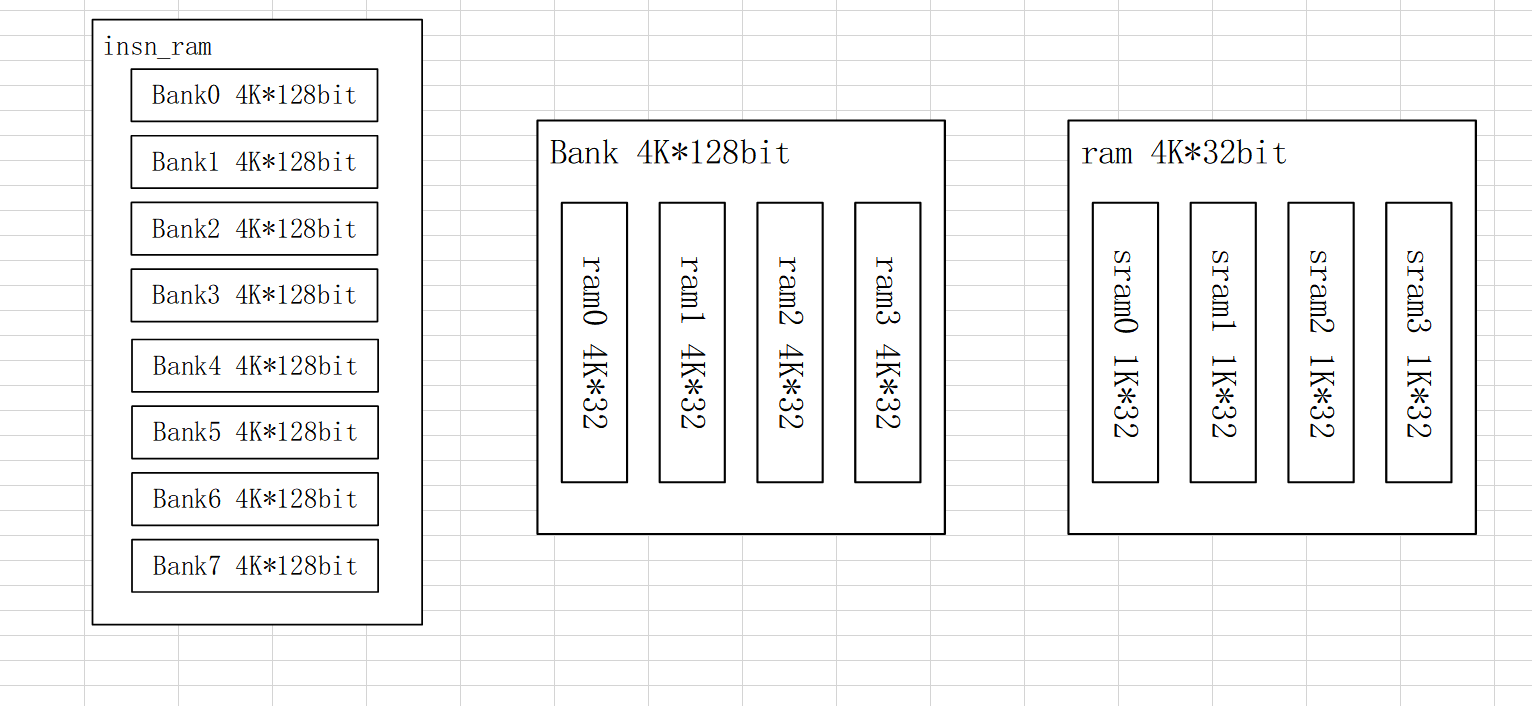 insn_ram
Bank0 4K*128bit
Bank1 4K*128bit
Bank2 4K*128bit
Bank3 4K*128bit
Bank4 4K*128bit
Bank5 4K*128bit
Bank6 4K*128bit
Bank7 4K*128bit
Bank 4K*128bit
ram0 4K*32
ram1 4K*32
ram2 4K*32
ram3 4K*32
ram 4K*32bit
sram0 1K*32
sram1 1K*32
sram2 1K*32
sram3 1K*32